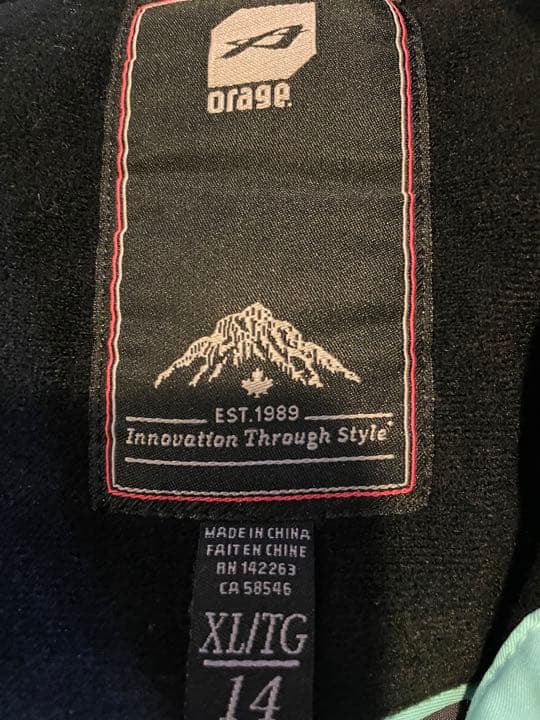 orage
EST.1989
Innovation Through Style
MADE IN CHINA
FAIT EN CHINE
RN 142263
CA 58546
XL/TG
14